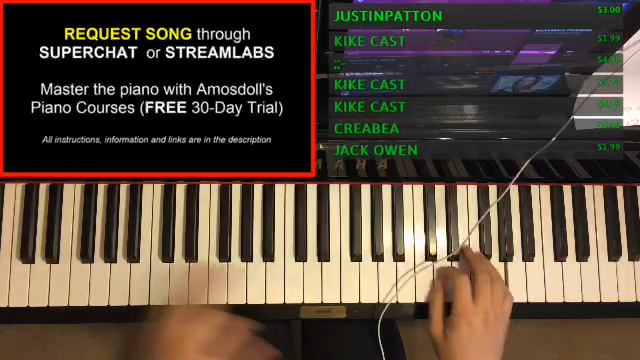 REQUEST SONG through
SUPERCHAT or STREAMLABS
Master the piano with Amosdoll's
Piano Courses (FREE 30-Day Trial)
All instructions, information and links are in the description
JUSTINPATTON $3.00
KIKE CAST $1.99
;;-
KIKE CAST
KIKE CAST
CREABEA
JACK OWEN $1.99